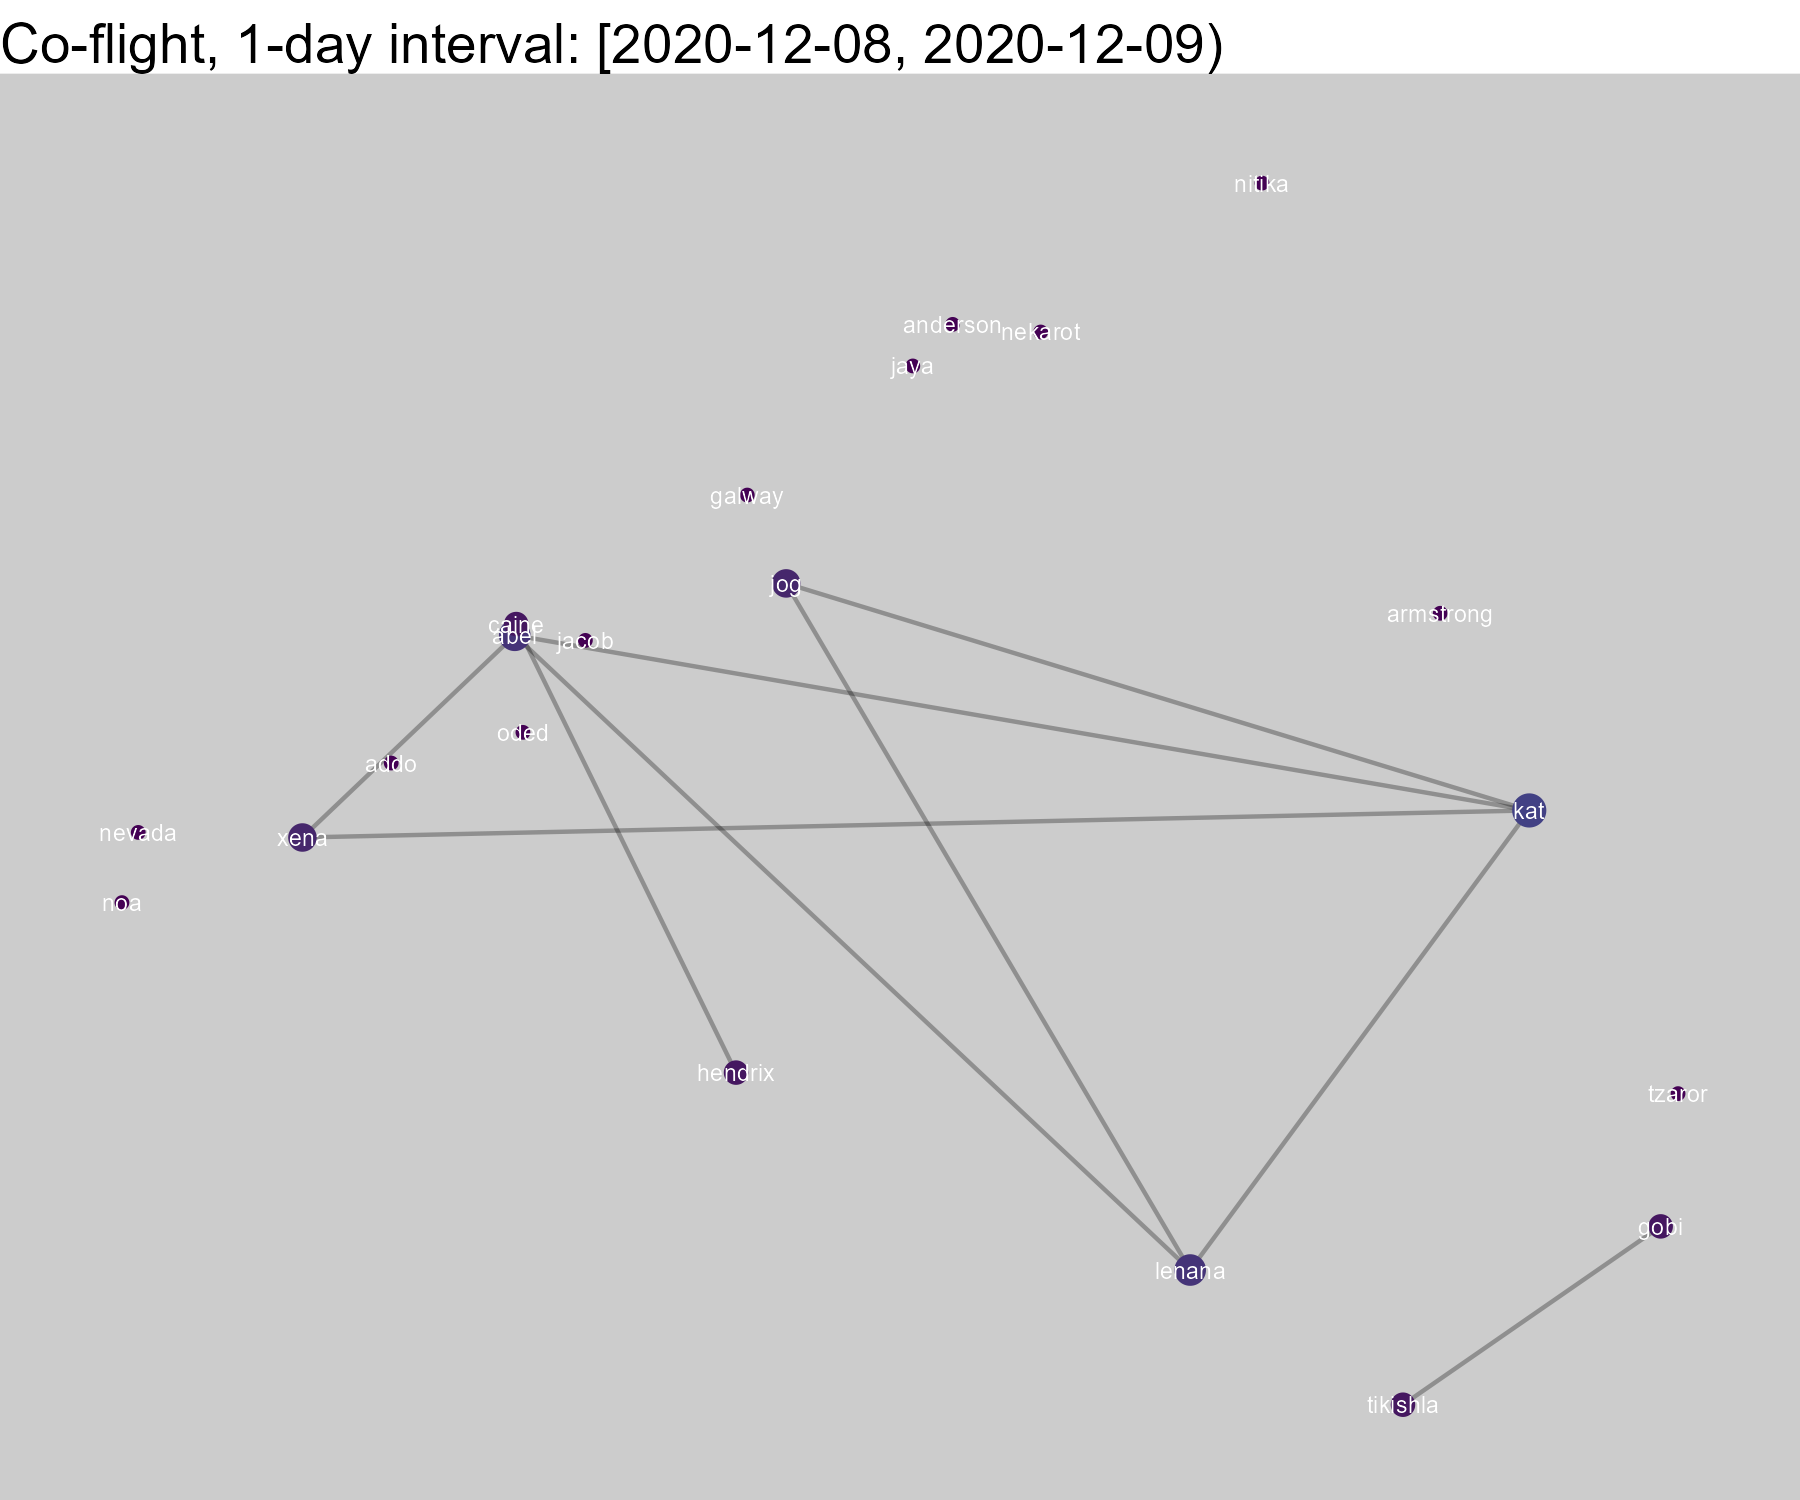 Co-flight, 1-day interval: [2020-12-08, 2020-12-09)
nitika
anderson
nekarot
jaya
galway
jog
armstrong
caine
abel
jacob
oded
addo
kat
nevada
xena
noa
hendrix
tzaror
gobi
lenana
tikishla